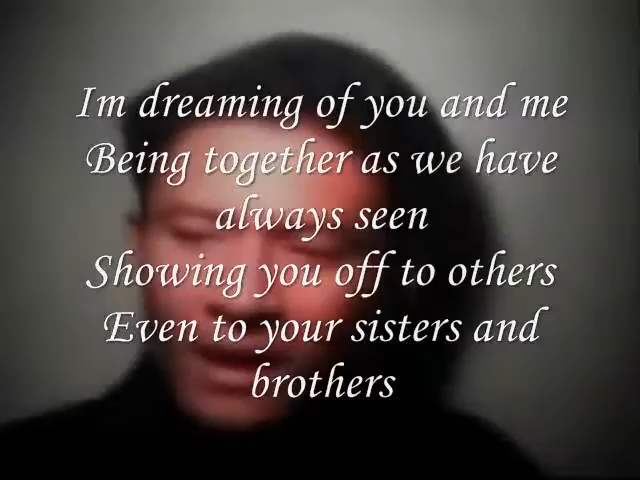 Im dreaming of you and me
Being together as we have
always seen
Showing you off to others
Even to your sisters and
brothers